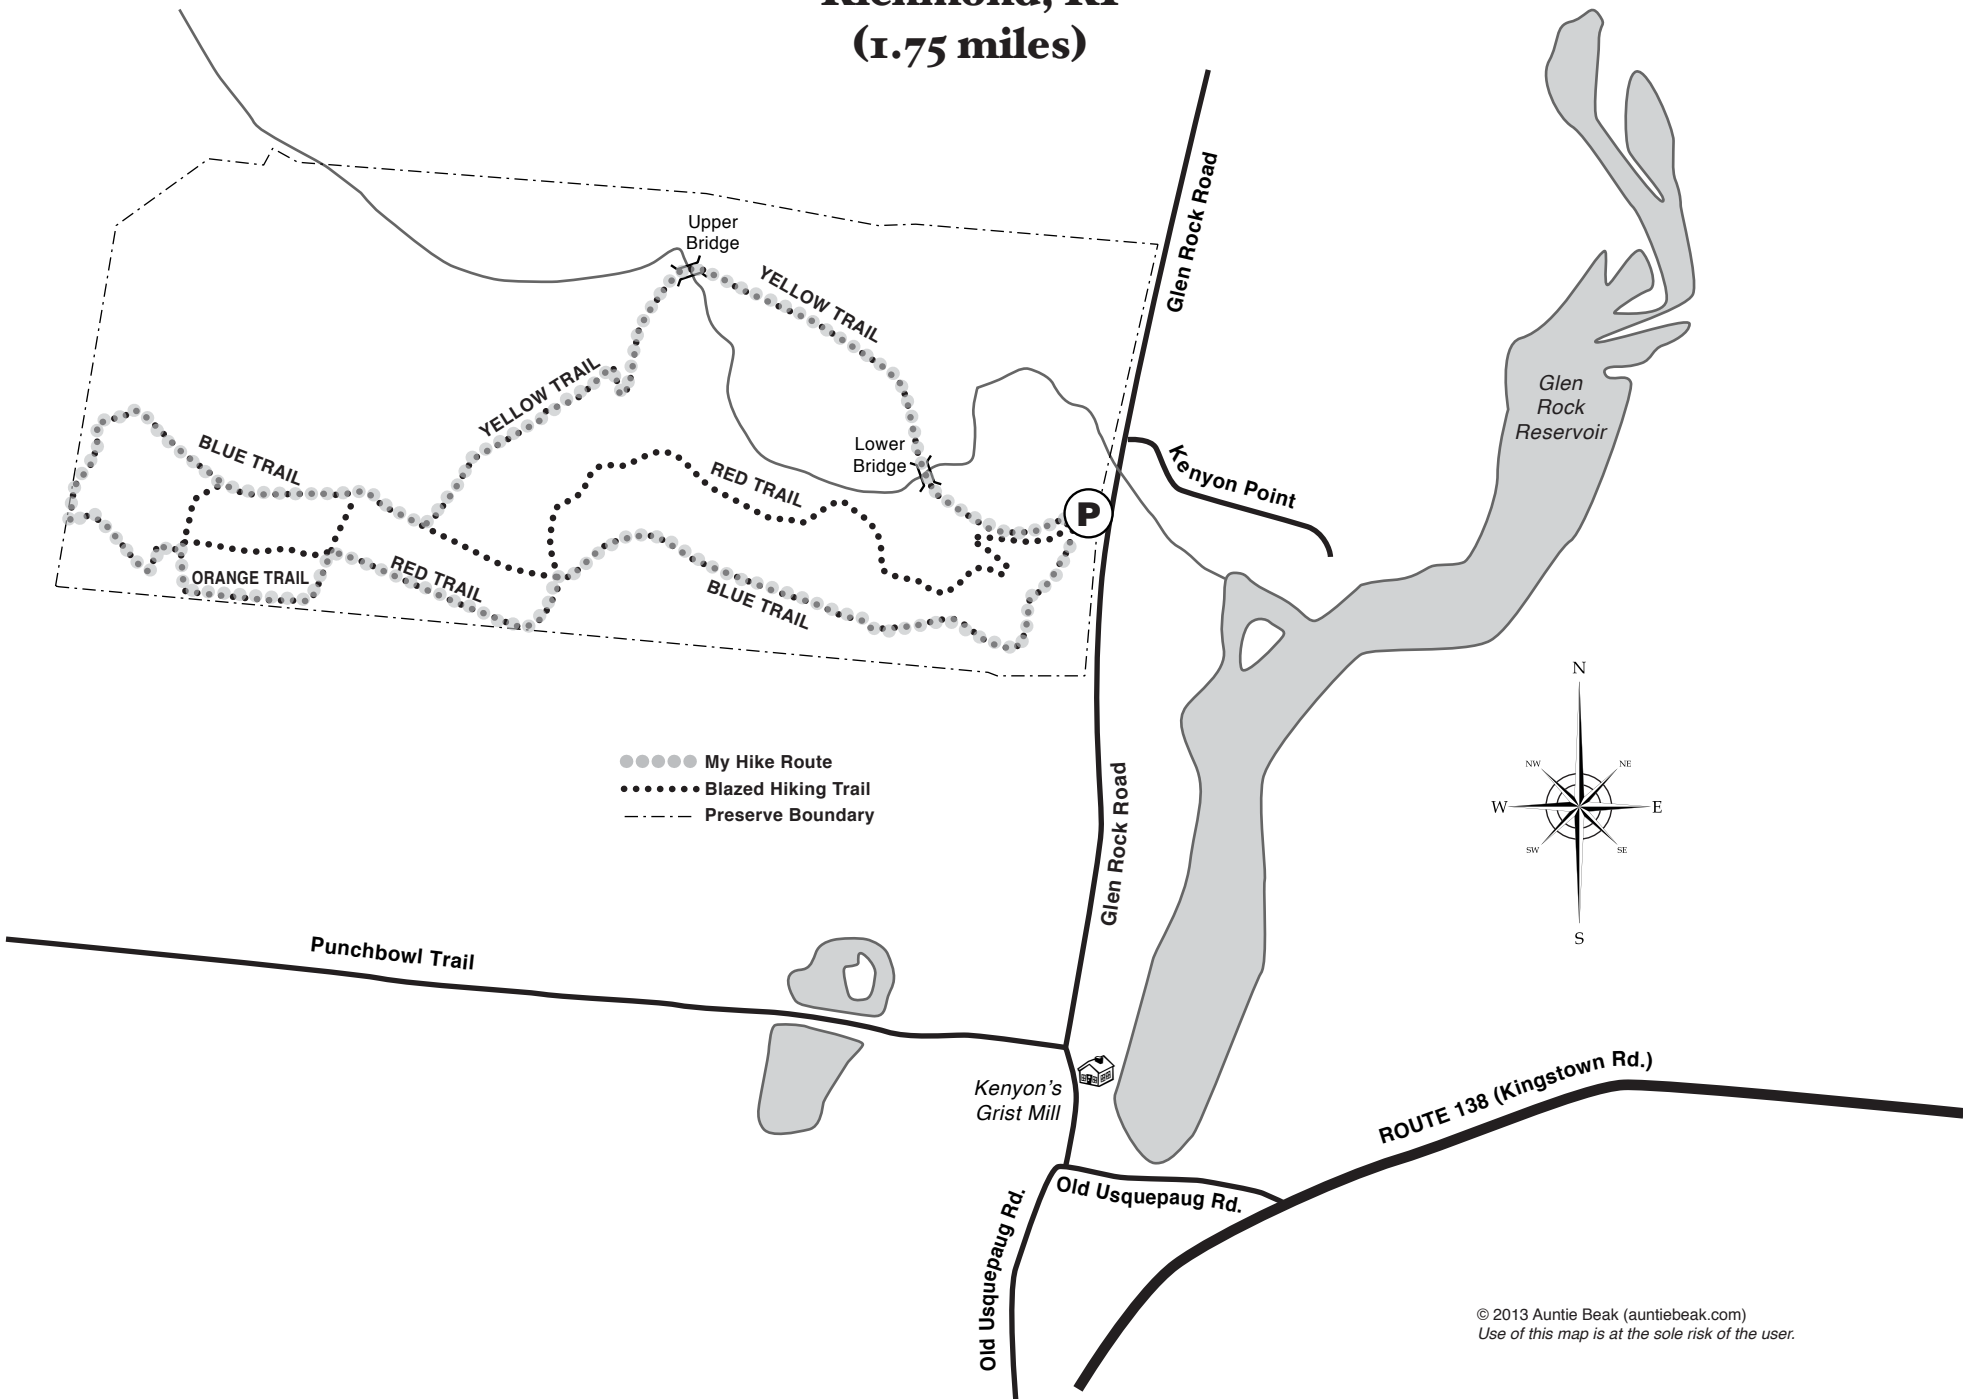 Richmond, RI
(1.75 miles)
Glen Rock Road
Upper
Bridge
YELLOW TRAIL
YELLOW TRAIL
Glen
Rock
Reservoir
BLUE TRAIL
Lower
Bridge
RED TRAIL
Kenyon Point
P
ORANGE TRAIL
RED TRAIL
BLUE TRAIL
N
NW
NE
W
E
SW
SE
S
My Hike Route
Blazed Hiking Trail
Preserve Boundary
Glen Rock Road
Punchbowl Trail
Kenyon's
Grist Mill
ROUTE 138 (Kingstown Rd.)
Old Usquepaug Rd.
Old Usquepaug Rd.
© 2013 Auntie Beak (auntiebeak.com)
Use of this map is at the sole risk of the user.